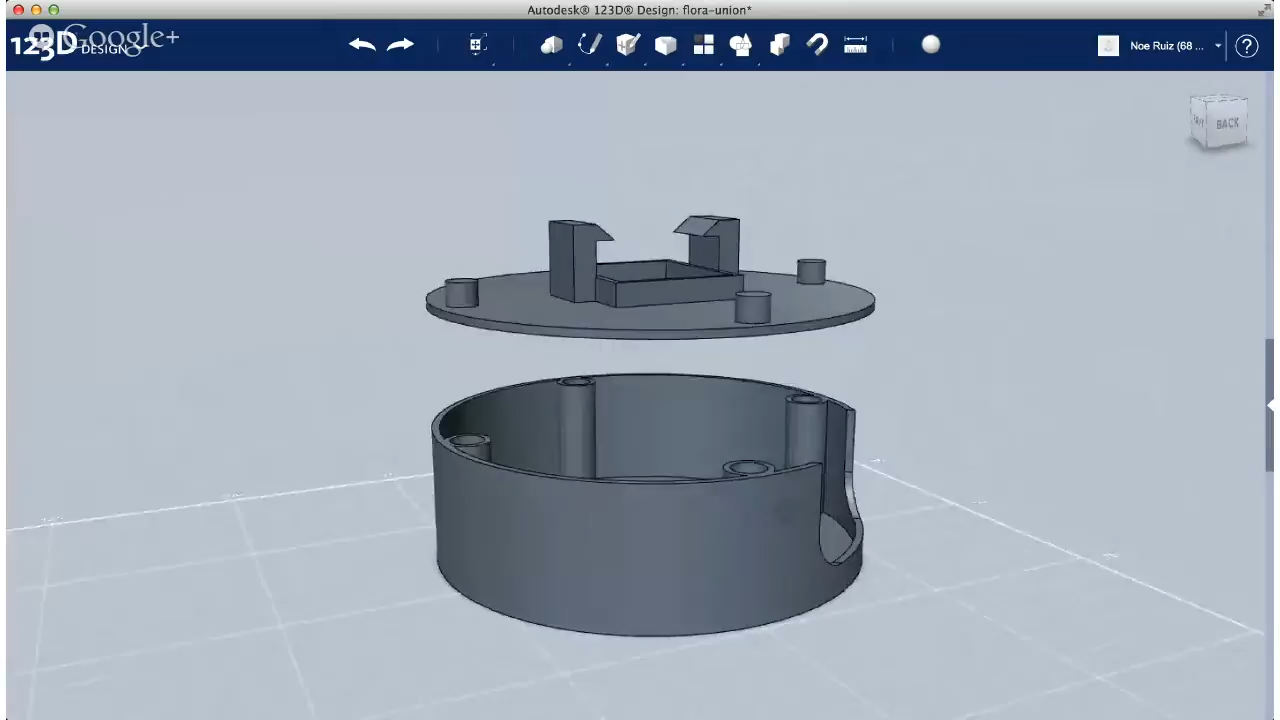 Autodesk® 123D® Design: flora-union*
123D DESIGN
Google+
Noe Ruiz (68 ...
?
BACK